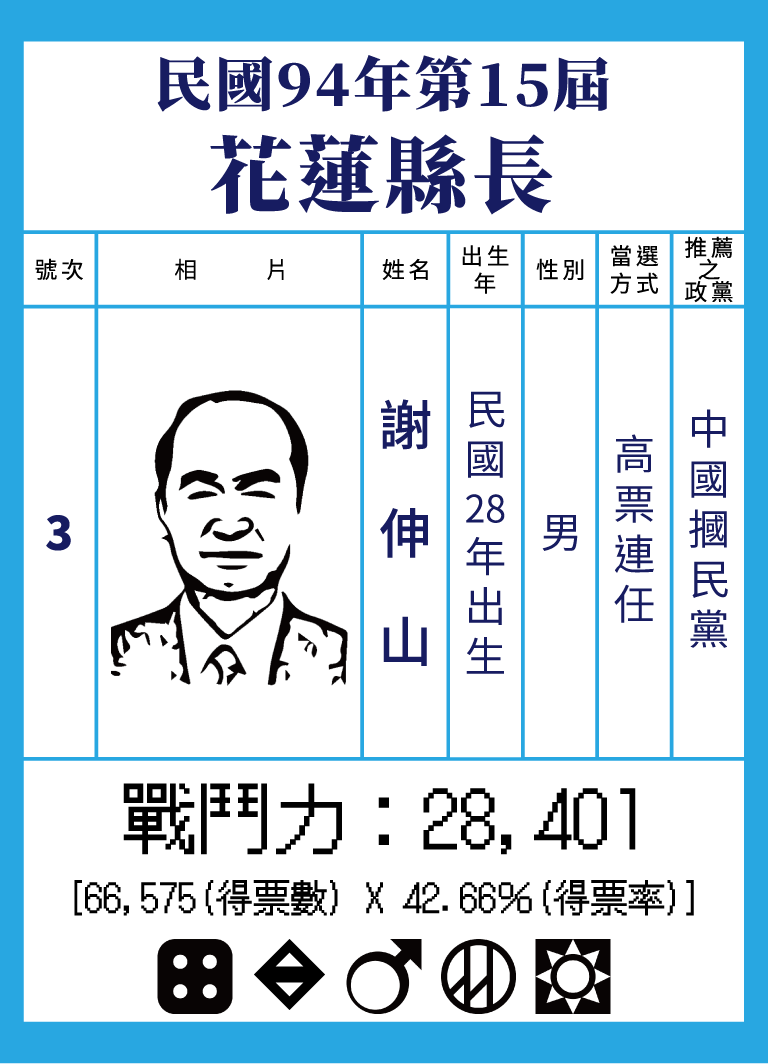 民國94年第15屆
花蓮縣長
號次
相片
姓名
出生年
性別
當選方式
推薦之政黨
3
謝伸山
民國28年出生
男
高票連任
中國摑民黨
戰鬥力：28,401
[66,575(得票數) X 42.66%(得票率)]